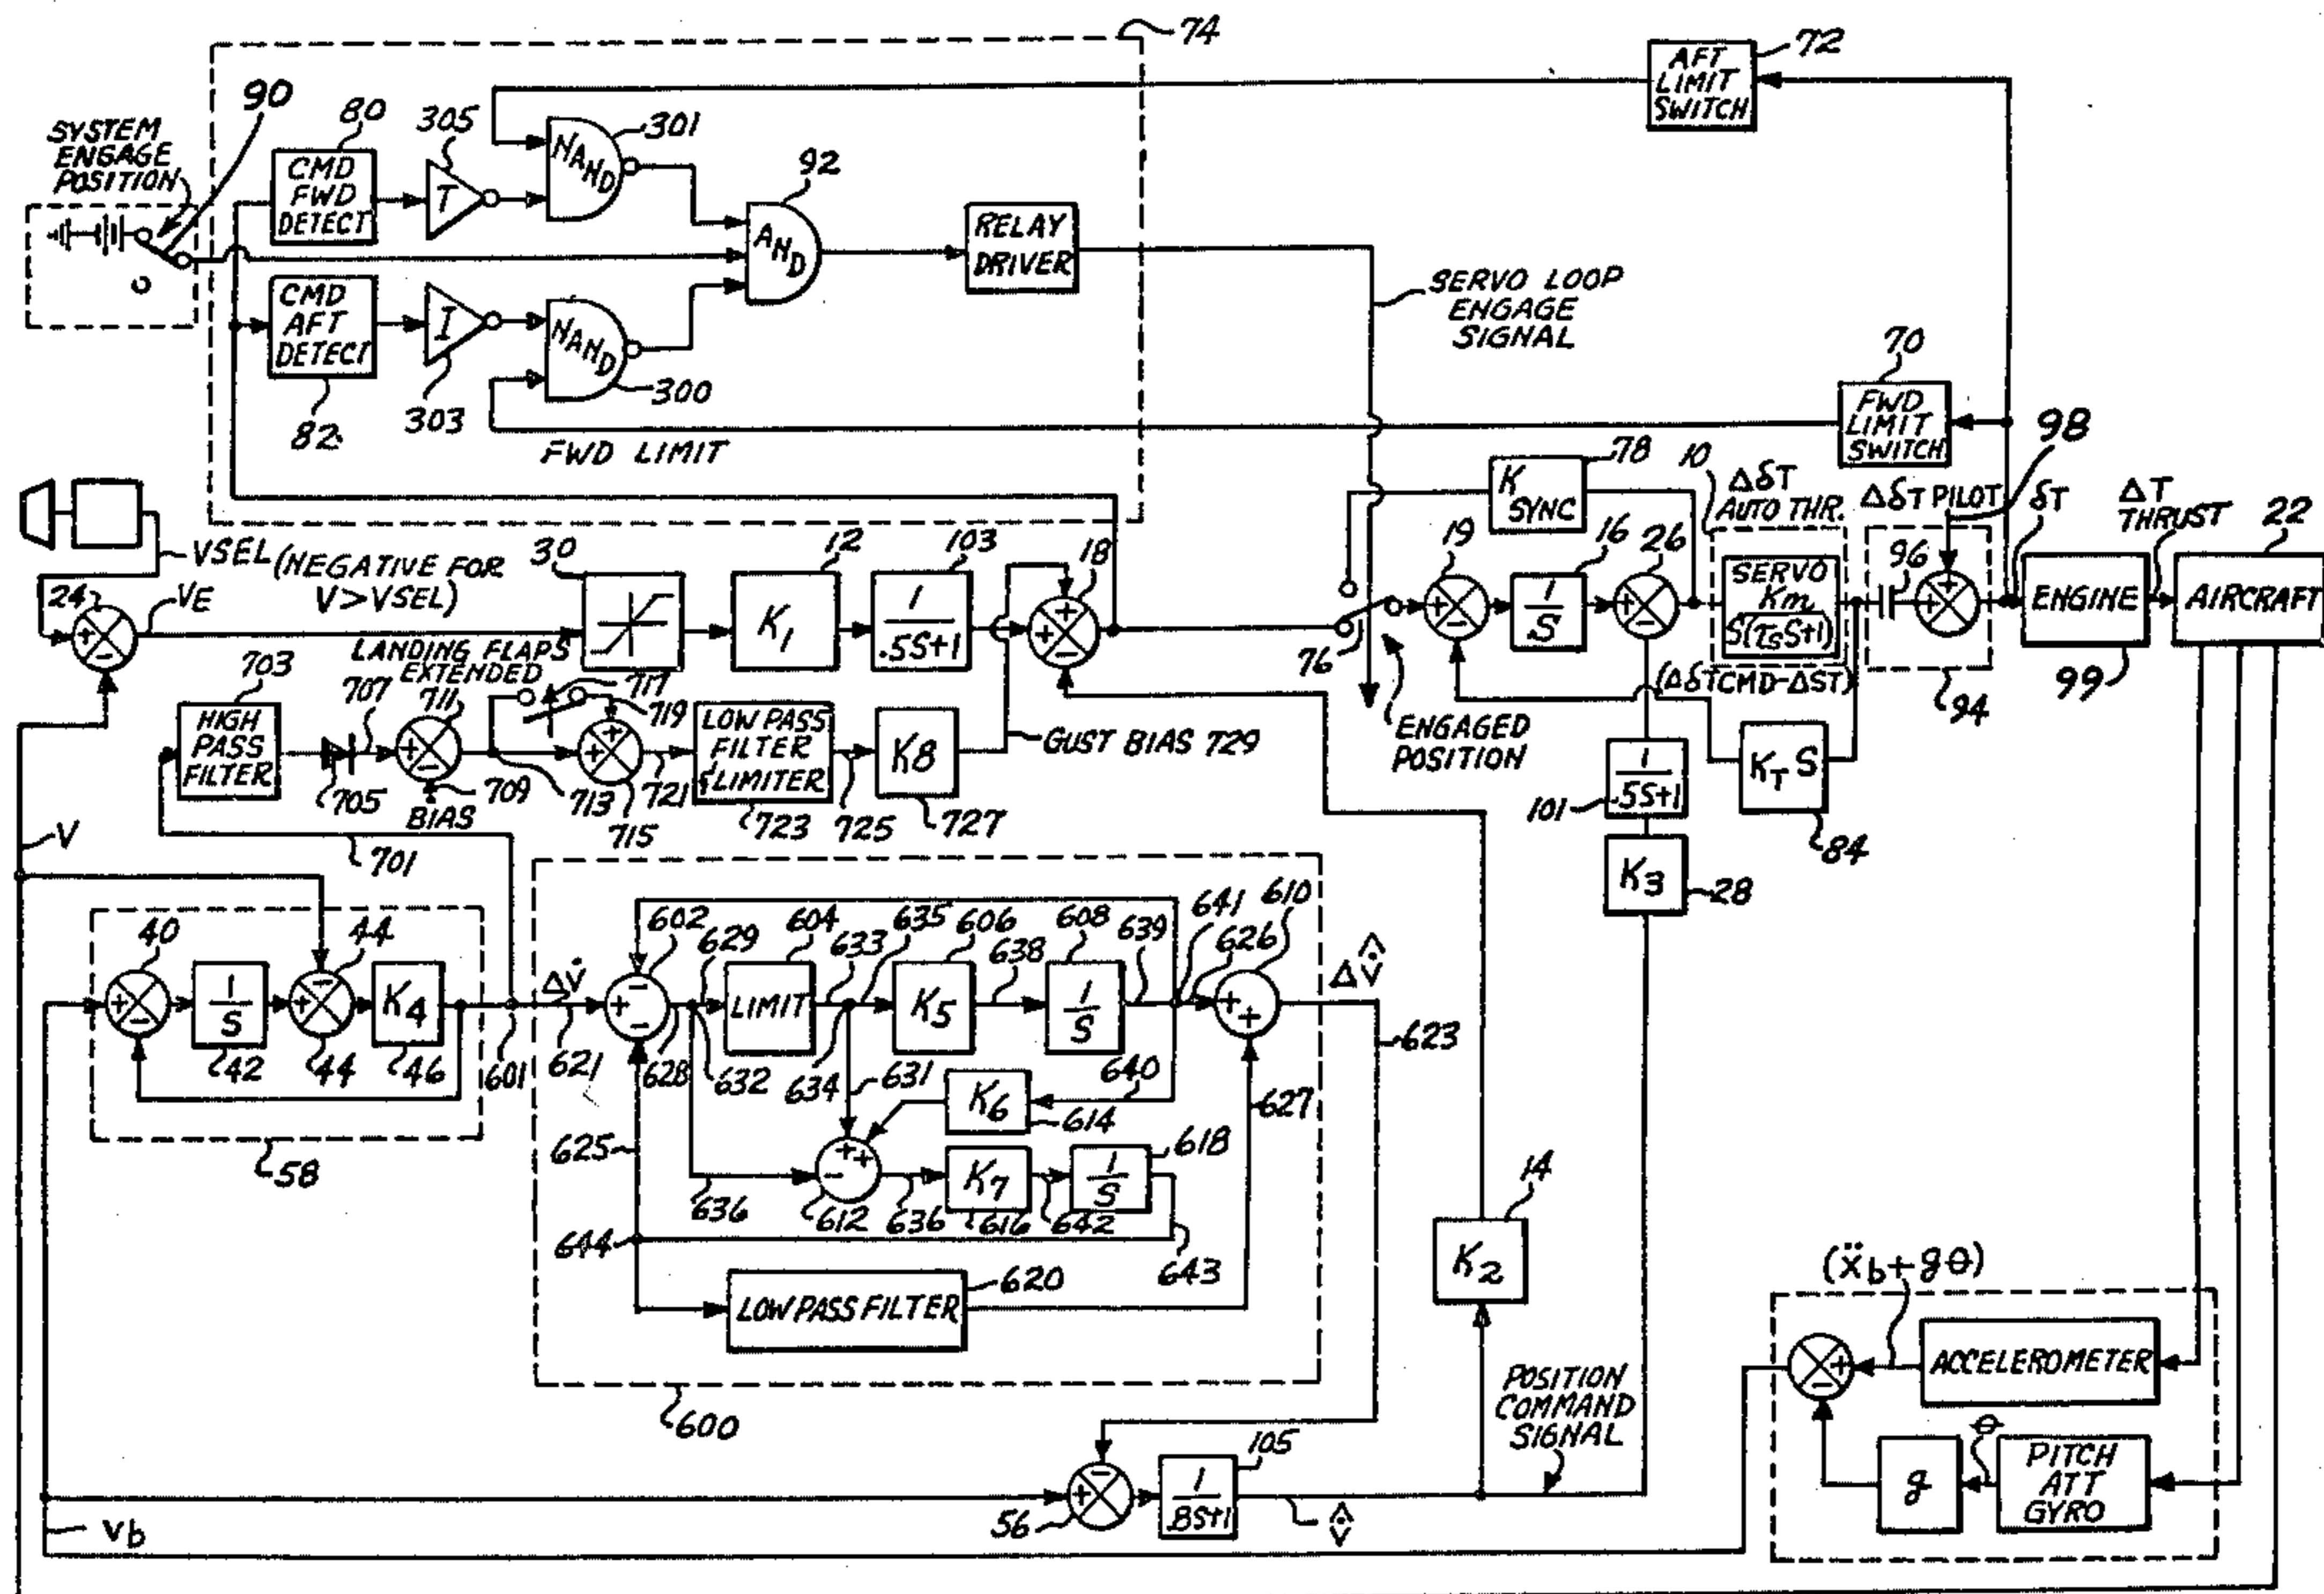 74
AFT
LIMIT
SWITCH
72
SYSTEM
ENGAGE
POSITION
90
80
CMD
FWD
DETECT
305
T
NAND
301
92
AND
RELAY
DRIVER
CMD
AFT
DETECT
82
I
303
NAND
300
FWD LIMIT
SERVO LOOP
ENGAGE
SIGNAL
70
FWD
LIMIT
SWITCH
98
VSEL (NEGATIVE FOR
V>VSEL)
24
+
-
VE
30
12
K1
103
1
.5S+1
18
+
+
-
78
K
SYNC
76
ENGAGED
POSITION
19
+
-
16
1
S
26
+
-
10
ΔδT
AUTO THR.
SERVO
Km
S(τsS+1)
(ΔδTCMD-ΔST)
ΔδT PILOT
96
+
+
94
δT
ENGINE
99
ΔT
THRUST
22
AIRCRAFT
703
HIGH
PASS
FILTER
705
707
711
+
-
709
BIAS
LANDING FLAPS
EXTENDED
717
719
713
+
+
715
721
LOW PASS
FILTER
& LIMITER
723
725
K8
727
GUST BIAS 729
1
.5S+1
101
KT S
84
K3
28
V
701
40
+
-
1
S
42
44
-
+
44
K4
46
58
601
Δv̇
621
602
-
+
-
629
628
632
604
LIMIT
633
634
635
631
606
K5
638
608
1
S
639
641
626
610
+
+
Δv̇̂
623
625
636
+
+
-
612
636
K6
614
640
K7
616
642
618
1
S
643
627
644
LOW PASS FILTER
620
600
14
K2
POSITION
COMMAND
SIGNAL
(ẍb+gθ)
+
-
ACCELEROMETER
g
θ
PITCH
ATT
GYRO
vb
56
-
+
105
1
.8S+1
v̂